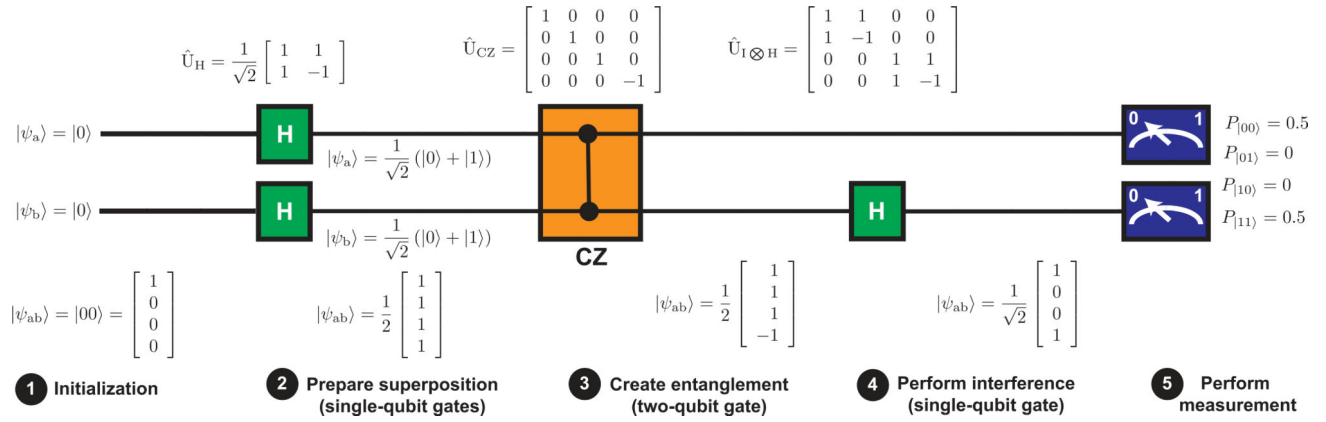 Û_H = 1/√2 [ 1 1 ; 1 −1 ]
Û_CZ = [ 1 0 0 0 ; 0 1 0 0 ; 0 0 1 0 ; 0 0 0 −1 ]
Û_I⊗H = [ 1 1 0 0 ; 1 −1 0 0 ; 0 0 1 1 ; 0 0 1 −1 ]
|ψ_a⟩ = |0⟩
H
|ψ_a⟩ = 1/√2 (|0⟩ + |1⟩)
0 1
P_|00⟩ = 0.5
P_|01⟩ = 0
|ψ_b⟩ = |0⟩
H
|ψ_b⟩ = 1/√2 (|0⟩ + |1⟩)
CZ
H
0 1
P_|10⟩ = 0
P_|11⟩ = 0.5
|ψ_ab⟩ = |00⟩ = [ 1 ; 0 ; 0 ; 0 ]
|ψ_ab⟩ = 1/2 [ 1 ; 1 ; 1 ; 1 ]
|ψ_ab⟩ = 1/2 [ 1 ; 1 ; 1 ; −1 ]
|ψ_ab⟩ = 1/√2 [ 1 ; 0 ; 0 ; 1 ]
1 Initialization
2 Prepare superposition
(single-qubit gates)
3 Create entanglement
(two-qubit gate)
4 Perform interference
(single-qubit gate)
5 Perform
measurement